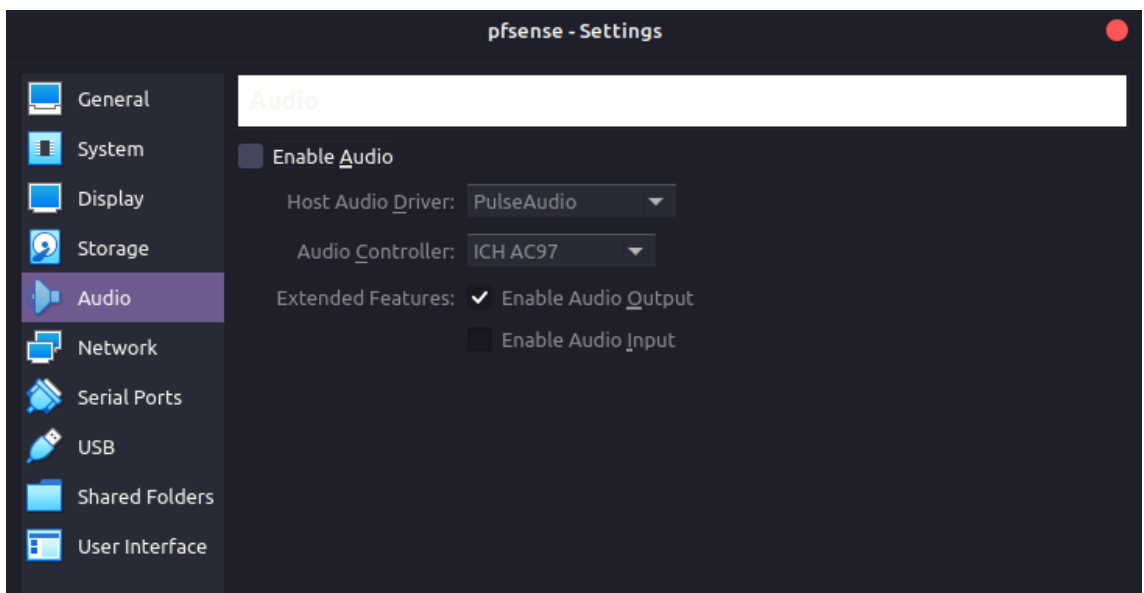 pfsense - Settings
General
System
Display
Storage
Audio
Network
Serial Ports
USB
Shared Folders
User Interface
Audio
Enable Audio
Host Audio Driver: PulseAudio
Audio Controller: ICH AC97
Extended Features: Enable Audio Output
Enable Audio Input